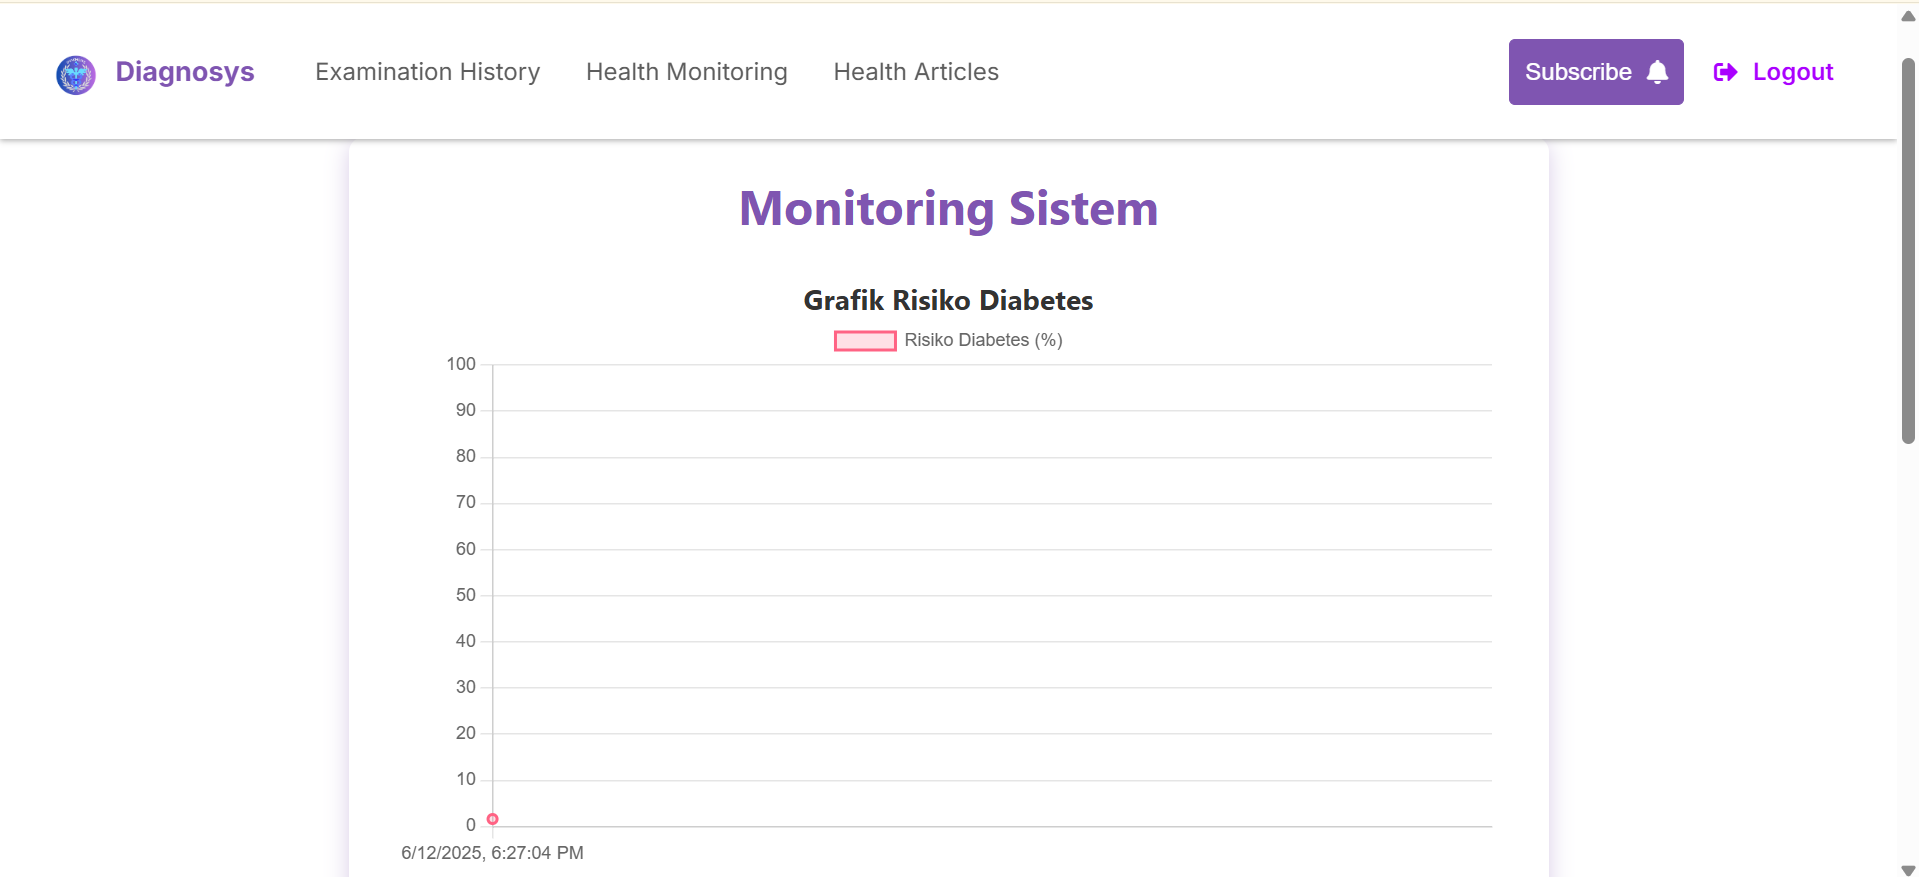 Diagnosys
Examination History
Health Monitoring
Health Articles
Subscribe
Logout
Monitoring Sistem
Grafik Risiko Diabetes
Risiko Diabetes (%)
100
90
80
70
60
50
40
30
20
10
0
6/12/2025, 6:27:04 PM